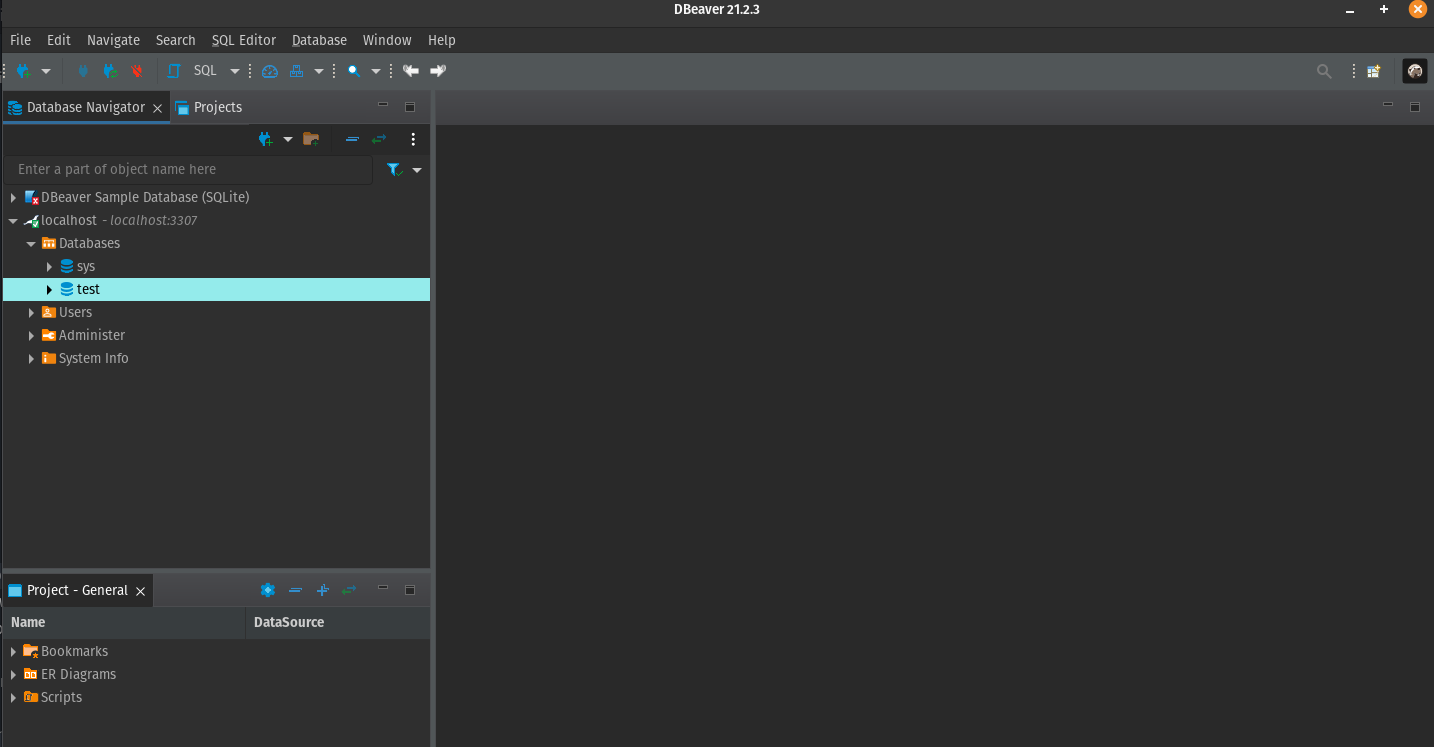 DBeaver 21.2.3
File Edit Navigate Search SQL Editor Database Window Help
SQL
Database Navigator Projects
Enter a part of object name here
DBeaver Sample Database (SQLite)
localhost - localhost:3307
Databases
sys
test
Users
Administer
System Info
Project - General
Name DataSource
Bookmarks
ER Diagrams
Scripts